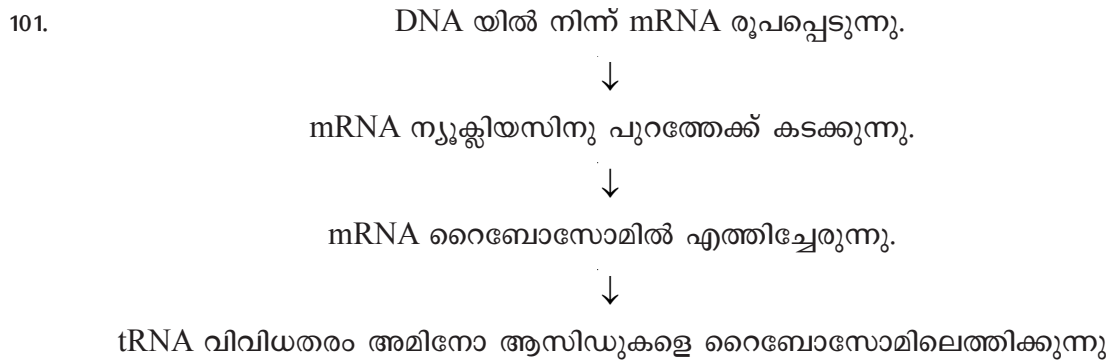 101. DNA യിൽ നിന്ന് mRNA രൂപപ്പെടുന്നു.
↓
mRNA ന്യൂക്ലിയസിനു പുറത്തേക്ക് കടക്കുന്നു.
↓
mRNA റൈബോസോമിൽ എത്തിച്ചേരുന്നു.
↓
tRNA വിവിധതരം അമിനോ ആസിഡുകളെ റൈബോസോമിലെത്തിക്കുന്നു